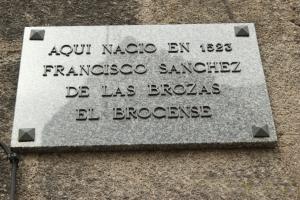 AQUI NACIO EN 1523
FRANCISCO SANCHEZ
DE LAS BROZAS
EL BROCENSE